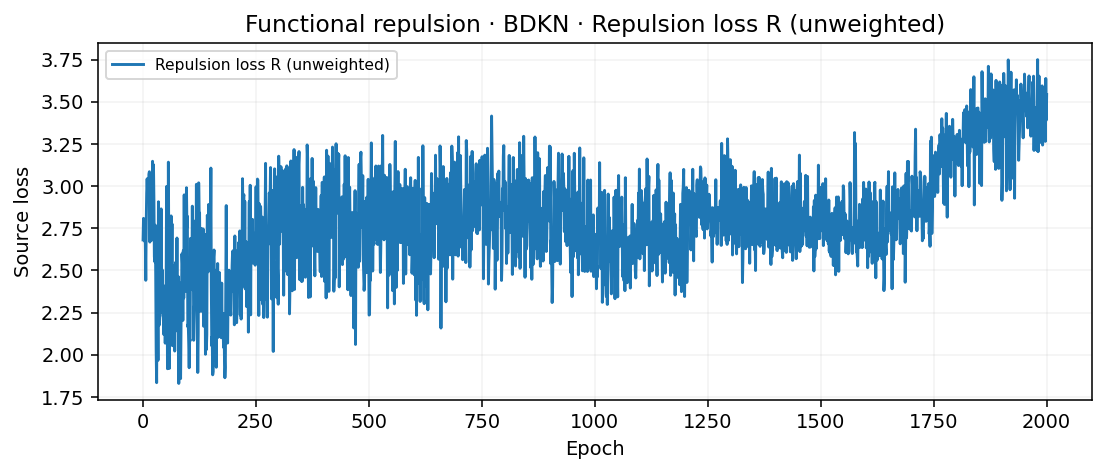 Functional repulsion · BDKN · Repulsion loss R (unweighted)
Repulsion loss R (unweighted)
3.75
3.50
3.25
3.00
2.75
2.50
2.25
2.00
1.75
Source loss
0 250 500 750 1000 1250 1500 1750 2000
Epoch